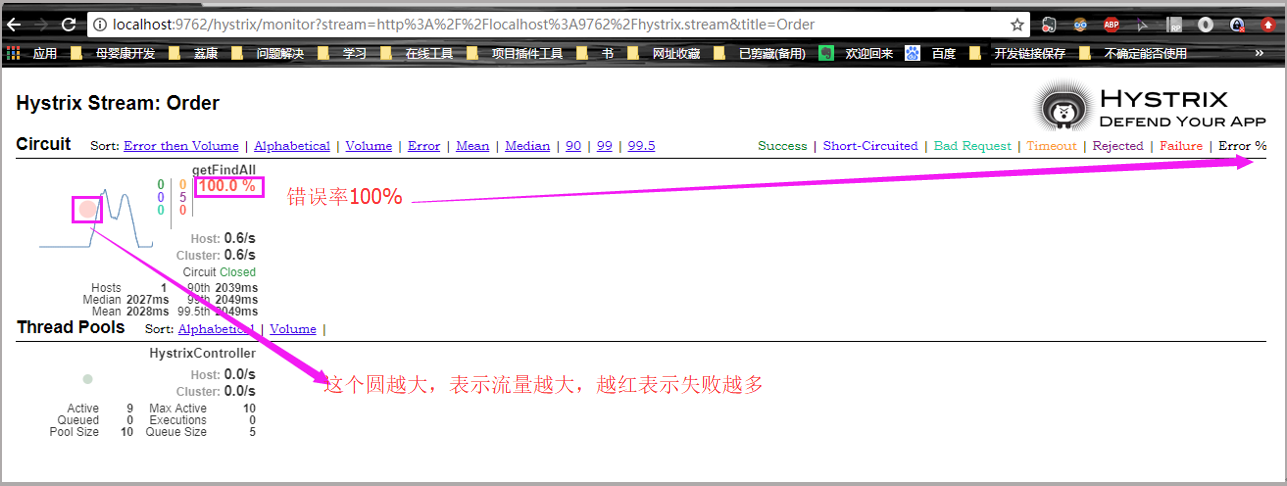 localhost:9762/hystrix/monitor?stream=http%3A%2F%2Flocalhost%3A9762%2Fhystrix.stream&title=Order
ABP
应用 母婴康开发 荔康 问题解决 学习 在线工具 项目插件工具 书 网址收藏 已剪藏(备用) 欢迎回来 百度 开发链接保存 不确定能否使用 »
Hystrix Stream: Order
HYSTRIX
DEFEND YOUR APP
Circuit Sort: Error then Volume | Alphabetical | Volume | Error | Mean | Median | 90 | 99 | 99.5
Success | Short-Circuited | Bad Request | Timeout | Rejected | Failure | Error %
getFindAll
0 0 100.0 %
0 5
0 0
错误率100%
Host: 0.6/s
Cluster: 0.6/s
Circuit Closed
Hosts 1 90th 2039ms
Median 2027ms 99th 2049ms
Mean 2028ms 99.5th 2049ms
Thread Pools Sort: Alphabetical | Volume |
HystrixController
Host: 0.0/s
Cluster: 0.0/s
这个圆越大，表示流量越大，越红表示失败越多
Active 9 Max Active 10
Queued 0 Executions 0
Pool Size 10 Queue Size 5